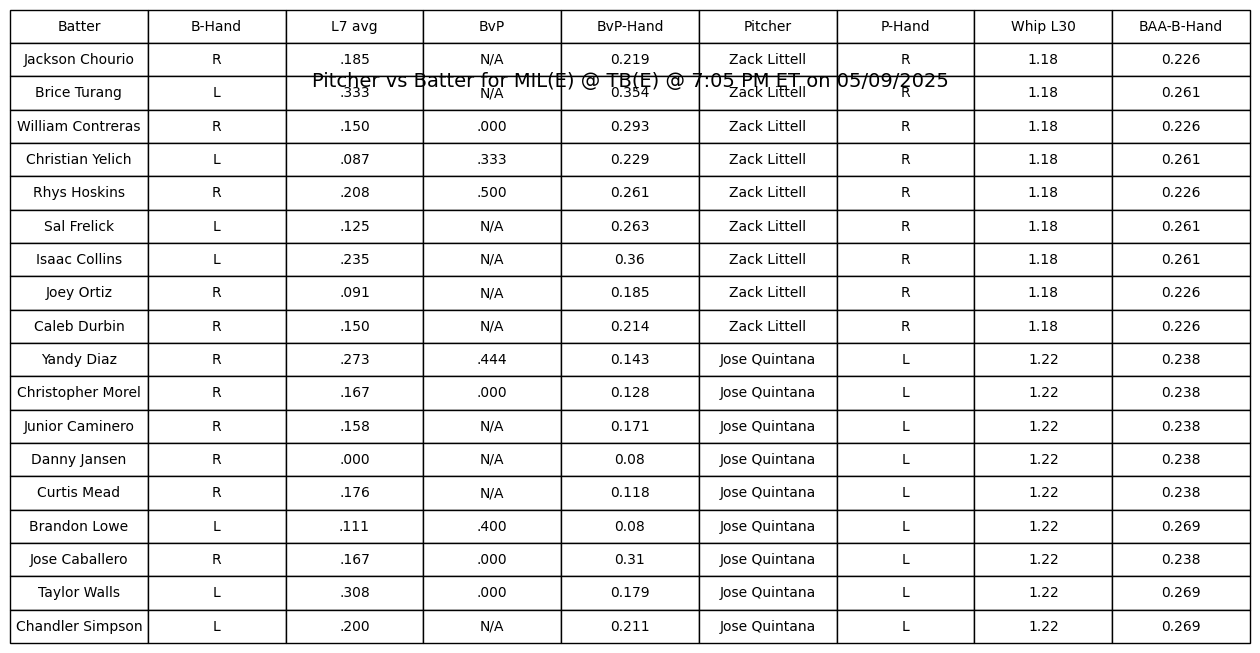 Batter B-Hand L7 avg BvP BvP-Hand Pitcher P-Hand Whip L30 BAA-B-Hand
Jackson Chourio R .185 N/A 0.219 Zack Littell R 1.18 0.226
Pitcher vs Batter for MIL(E) @ TB(E) @ 7:05 PM ET on 05/09/2025
Brice Turang L .333 N/A 0.354 Zack Littell R 1.18 0.261
William Contreras R .150 .000 0.293 Zack Littell R 1.18 0.226
Christian Yelich L .087 .333 0.229 Zack Littell R 1.18 0.261
Rhys Hoskins R .208 .500 0.261 Zack Littell R 1.18 0.226
Sal Frelick L .125 N/A 0.263 Zack Littell R 1.18 0.261
Isaac Collins L .235 N/A 0.36 Zack Littell R 1.18 0.261
Joey Ortiz R .091 N/A 0.185 Zack Littell R 1.18 0.226
Caleb Durbin R .150 N/A 0.214 Zack Littell R 1.18 0.226
Yandy Diaz R .273 .444 0.143 Jose Quintana L 1.22 0.238
Christopher Morel R .167 .000 0.128 Jose Quintana L 1.22 0.238
Junior Caminero R .158 N/A 0.171 Jose Quintana L 1.22 0.238
Danny Jansen R .000 N/A 0.08 Jose Quintana L 1.22 0.238
Curtis Mead R .176 N/A 0.118 Jose Quintana L 1.22 0.238
Brandon Lowe L .111 .400 0.08 Jose Quintana L 1.22 0.269
Jose Caballero R .167 .000 0.31 Jose Quintana L 1.22 0.238
Taylor Walls L .308 .000 0.179 Jose Quintana L 1.22 0.269
Chandler Simpson L .200 N/A 0.211 Jose Quintana L 1.22 0.269